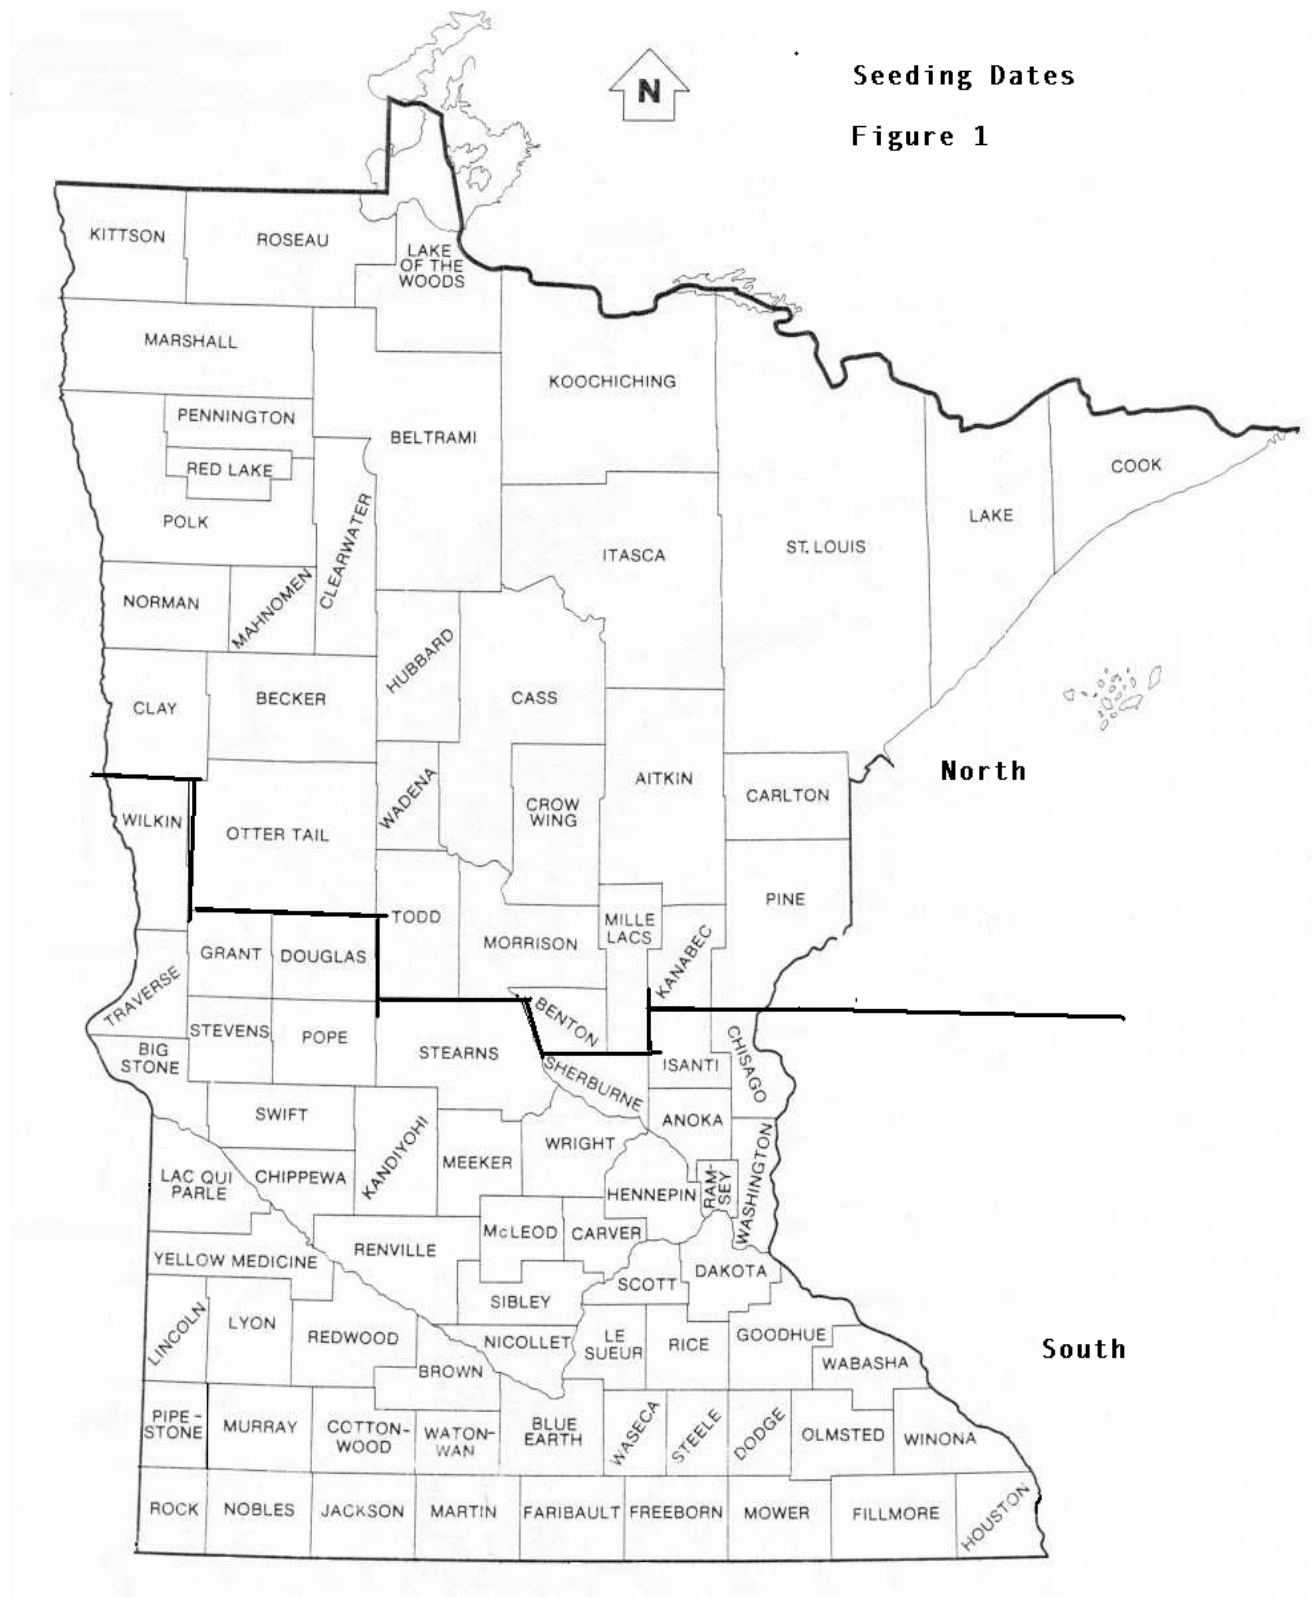 N
Seeding Dates
Figure 1
KITTSON
ROSEAU
LAKE
OF THE
WOODS
MARSHALL
KOOCHICHING
PENNINGTON
BELTRAMI
RED LAKE
COOK
POLK
LAKE
CLEARWATER
ITASCA
ST. LOUIS
NORMAN
MAHNOMEN
HUBBARD
CLAY
BECKER
CASS
North
WADENA
AITKIN
CARLTON
WILKIN
OTTER TAIL
CROW
WING
PINE
TODD
MILLE
LACS
MORRISON
KANABEC
GRANT
DOUGLAS
TRAVERSE
BENTON
STEVENS
POPE
STEARNS
BIG
STONE
ISANTI
CHISAGO
SHERBURNE
SWIFT
ANOKA
KANDIYOHI
WRIGHT
MEEKER
LAC QUI
PARLE
CHIPPEWA
HENNEPIN
RAM-
SEY
WASHINGTON
McLEOD
CARVER
RENVILLE
YELLOW MEDICINE
DAKOTA
SCOTT
SIBLEY
LINCOLN
LYON
REDWOOD
NICOLLET
LE
SUEUR
RICE
GOODHUE
South
BROWN
WABASHA
PIPE-
STONE
MURRAY
COTTON-
WOOD
WATON-
WAN
BLUE
EARTH
WASECA
STEELE
DODGE
OLMSTED
WINONA
ROCK
NOBLES
JACKSON
MARTIN
FARIBAULT
FREEBORN
MOWER
FILLMORE
HOUSTON